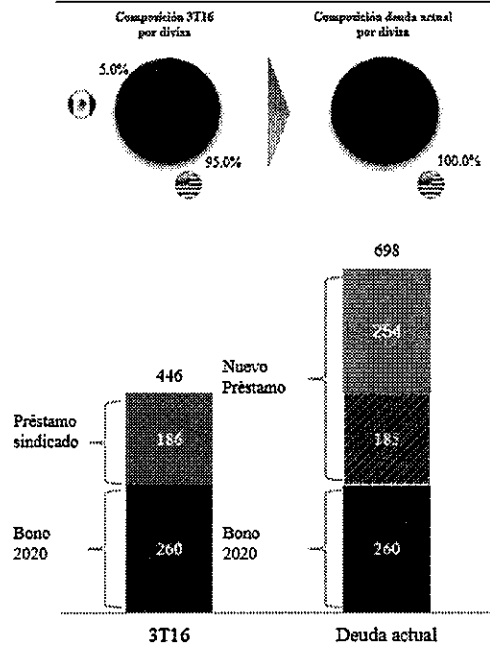 Composición 3T16
por divisa
Composición deuda actual
por divisa
5.0%
95.0%
100.0%
698
254
Nuevo
Préstamo
446
Préstamo
sindicado
186
185
Bono
2020
260
Bono
2020
260
3T16
Deuda actual